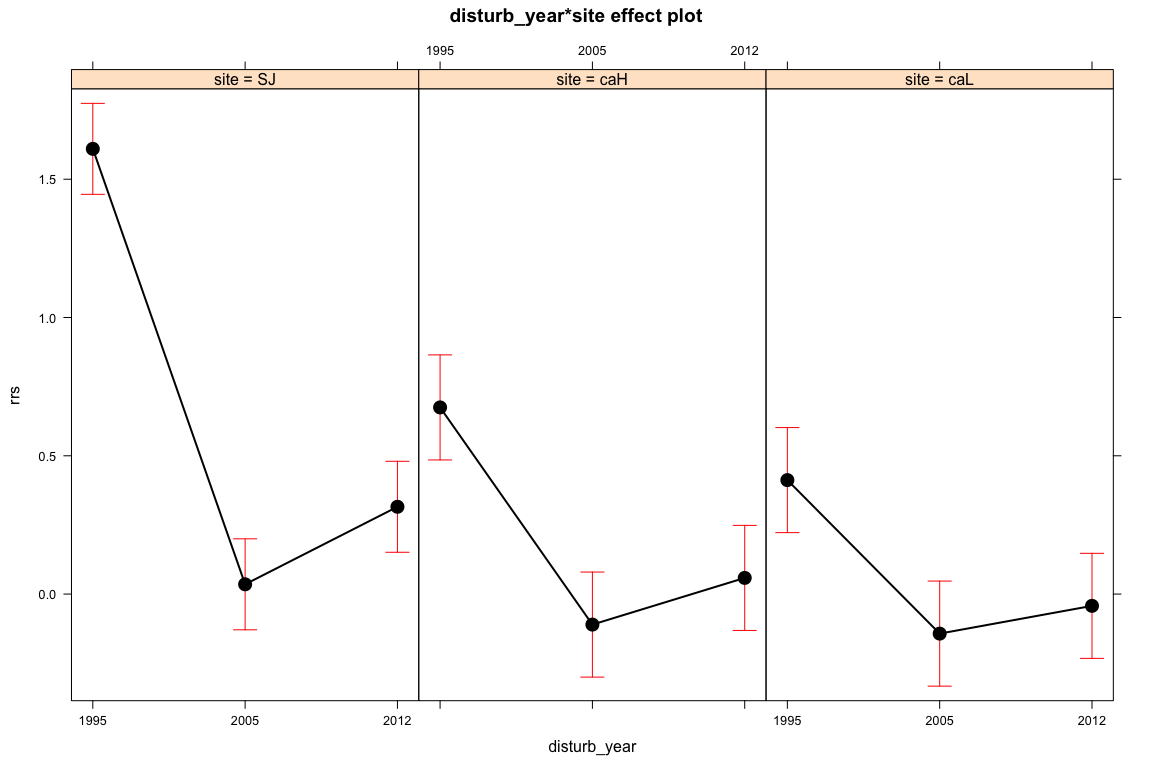 disturb_year*site effect plot
1995 2005 2012
site = SJ site = caH site = caL
1.5
1.0
0.5
0.0
rrs
1995 2005 2012 1995 2005 2012
disturb_year